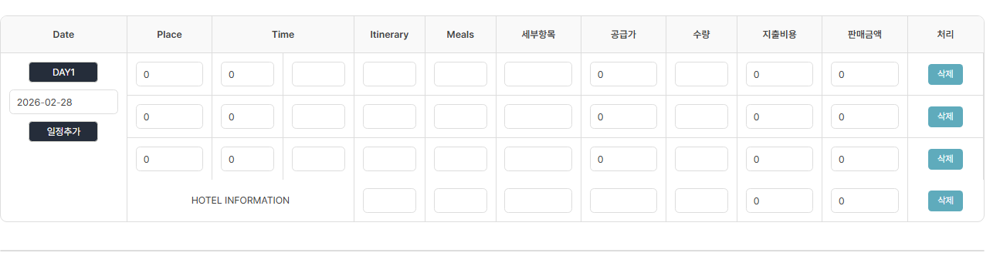 Date Place Time Itinerary Meals 세부항목 공급가 수량 지출비용 판매금액 처리
DAY1
0 0 0 0 0 삭제
2026-02-28
0 0 0 0 0 삭제
일정추가
0 0 0 0 0 삭제
HOTEL INFORMATION 0 0 삭제